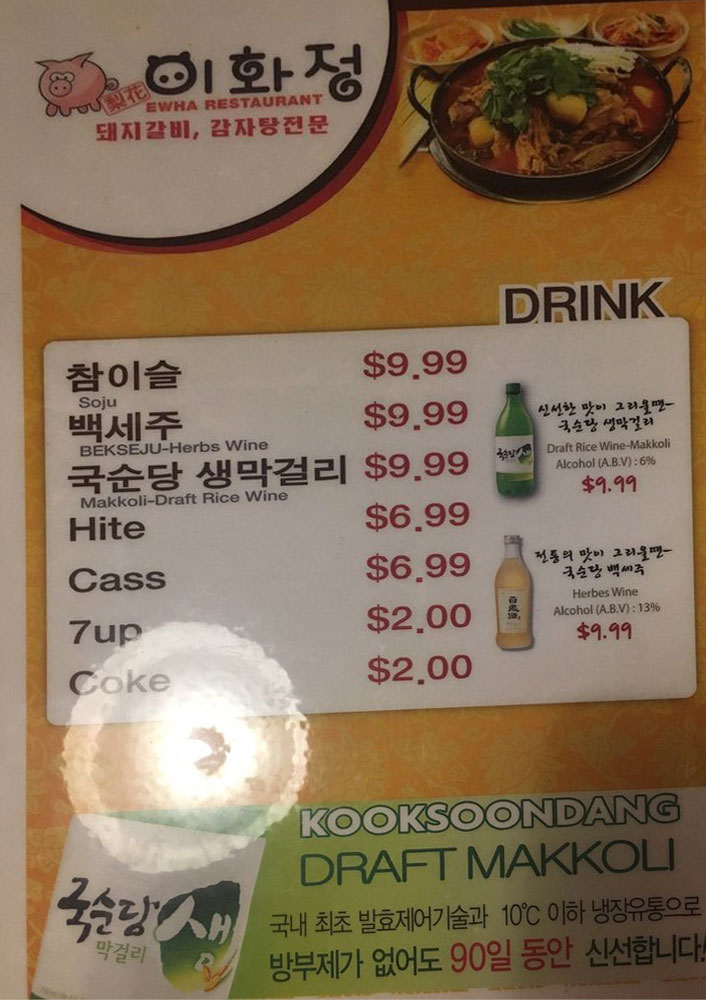 梨花
이화정
EWHA RESTAURANT
돼지갈비, 감자탕전문
DRINK
참이슬 $9.99
Soju
백세주 $9.99
BEKSEJU-Herbs Wine
국순당 생막걸리 $9.99
Makkoli-Draft Rice Wine
Hite $6.99
Cass $6.99
7up $2.00
Coke $2.00
신선한 맛이 그리울땐~
국순당 생막걸리
Draft Rice Wine-Makkoli
Alcohol (A.B.V) : 6%
$9.99
전통의 맛이 그리울땐~
국순당 백세주
Herbes Wine
Alcohol (A.B.V) : 13%
$9.99
KOOKSOONDANG
DRAFT MAKKOLI
국내 최초 발효제어기술과 10℃ 이하 냉장유통으로
방부제가 없어도 90일 동안 신선합니다!
국순당 생
막걸리